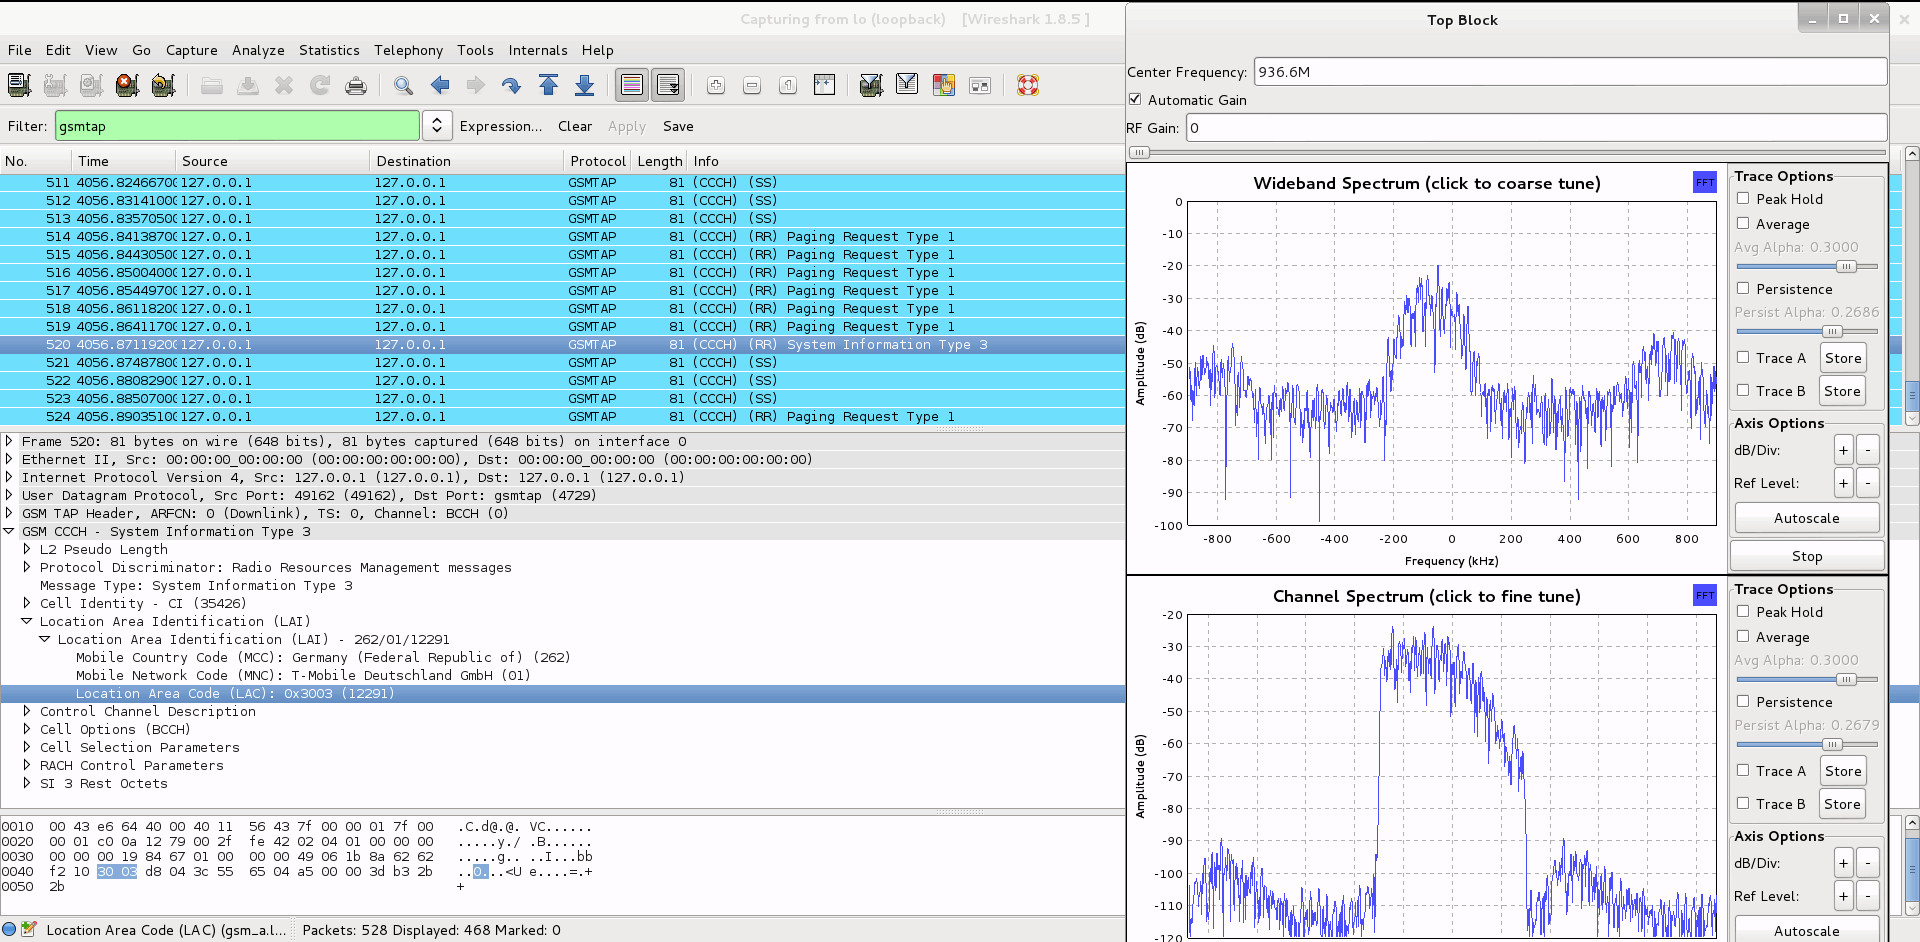 Capturing from lo (loopback) [Wireshark 1.8.5 ]
File Edit View Go Capture Analyze Statistics Telephony Tools Internals Help
Filter: gsmtap Expression... Clear Apply Save
No. Time Source Destination Protocol Length Info
511 4056.82466700 127.0.0.1 127.0.0.1 GSMTAP 81 (CCCH) (SS)
512 4056.83141000 127.0.0.1 127.0.0.1 GSMTAP 81 (CCCH) (SS)
513 4056.83570500 127.0.0.1 127.0.0.1 GSMTAP 81 (CCCH) (SS)
514 4056.84138700 127.0.0.1 127.0.0.1 GSMTAP 81 (CCCH) (RR) Paging Request Type 1
515 4056.84430500 127.0.0.1 127.0.0.1 GSMTAP 81 (CCCH) (RR) Paging Request Type 1
516 4056.85004000 127.0.0.1 127.0.0.1 GSMTAP 81 (CCCH) (RR) Paging Request Type 1
517 4056.85449700 127.0.0.1 127.0.0.1 GSMTAP 81 (CCCH) (RR) Paging Request Type 1
518 4056.86118200 127.0.0.1 127.0.0.1 GSMTAP 81 (CCCH) (RR) Paging Request Type 1
519 4056.86411700 127.0.0.1 127.0.0.1 GSMTAP 81 (CCCH) (RR) Paging Request Type 1
520 4056.87119200 127.0.0.1 127.0.0.1 GSMTAP 81 (CCCH) (RR) System Information Type 3
521 4056.87487800 127.0.0.1 127.0.0.1 GSMTAP 81 (CCCH) (SS)
522 4056.88082900 127.0.0.1 127.0.0.1 GSMTAP 81 (CCCH) (SS)
523 4056.88507000 127.0.0.1 127.0.0.1 GSMTAP 81 (CCCH) (SS)
524 4056.89035100 127.0.0.1 127.0.0.1 GSMTAP 81 (CCCH) (RR) Paging Request Type 1
Frame 520: 81 bytes on wire (648 bits), 81 bytes captured (648 bits) on interface 0
Ethernet II, Src: 00:00:00_00:00:00 (00:00:00:00:00:00), Dst: 00:00:00_00:00:00 (00:00:00:00:00:00)
Internet Protocol Version 4, Src: 127.0.0.1 (127.0.0.1), Dst: 127.0.0.1 (127.0.0.1)
User Datagram Protocol, Src Port: 49162 (49162), Dst Port: gsmtap (4729)
GSM TAP Header, ARFCN: 0 (Downlink), TS: 0, Channel: BCCH (0)
GSM CCCH - System Information Type 3
L2 Pseudo Length
Protocol Discriminator: Radio Resources Management messages
Message Type: System Information Type 3
Cell Identity - CI (35426)
Location Area Identification (LAI)
Location Area Identification (LAI) - 262/01/12291
Mobile Country Code (MCC): Germany (Federal Republic of) (262)
Mobile Network Code (MNC): T-Mobile Deutschland GmbH (01)
Location Area Code (LAC): 0x3003 (12291)
Control Channel Description
Cell Options (BCCH)
Cell Selection Parameters
RACH Control Parameters
SI 3 Rest Octets
0010 00 43 e6 64 40 00 40 11 56 43 7f 00 00 01 7f 00 .C.d@.@. VC......
0020 00 01 c0 0a 12 79 00 2f fe 42 02 04 01 00 00 00 .....y./ .B......
0030 00 00 00 19 84 67 01 00 00 00 49 06 1b 8a 62 62 .....g.. ..I...bb
0040 f2 10 30 03 d8 04 3c 55 65 04 a5 00 00 3d b3 2b ..0...<U e....=.+
0050 2b +
Location Area Code (LAC) (gsm_a.l... Packets: 528 Displayed: 468 Marked: 0
Top Block
Center Frequency: 936.6M
Automatic Gain
RF Gain: 0
Wideband Spectrum (click to coarse tune)
FFT
0
-10
-20
-30
-40
-50
-60
-70
-80
-90
-100
Amplitude (dB)
-800 -600 -400 -200 0 200 400 600 800
Frequency (kHz)
Trace Options
Peak Hold
Average
Avg Alpha: 0.3000
Persistence
Persist Alpha: 0.2686
Trace A Store
Trace B Store
Axis Options
dB/Div: + -
Ref Level: + -
Autoscale
Stop
Channel Spectrum (click to fine tune)
FFT
-20
-30
-40
-50
-60
-70
-80
-90
-100
-110
-120
Amplitude (dB)
Trace Options
Peak Hold
Average
Avg Alpha: 0.3000
Persistence
Persist Alpha: 0.2679
Trace A Store
Trace B Store
Axis Options
dB/Div: + -
Ref Level: + -
Autoscale